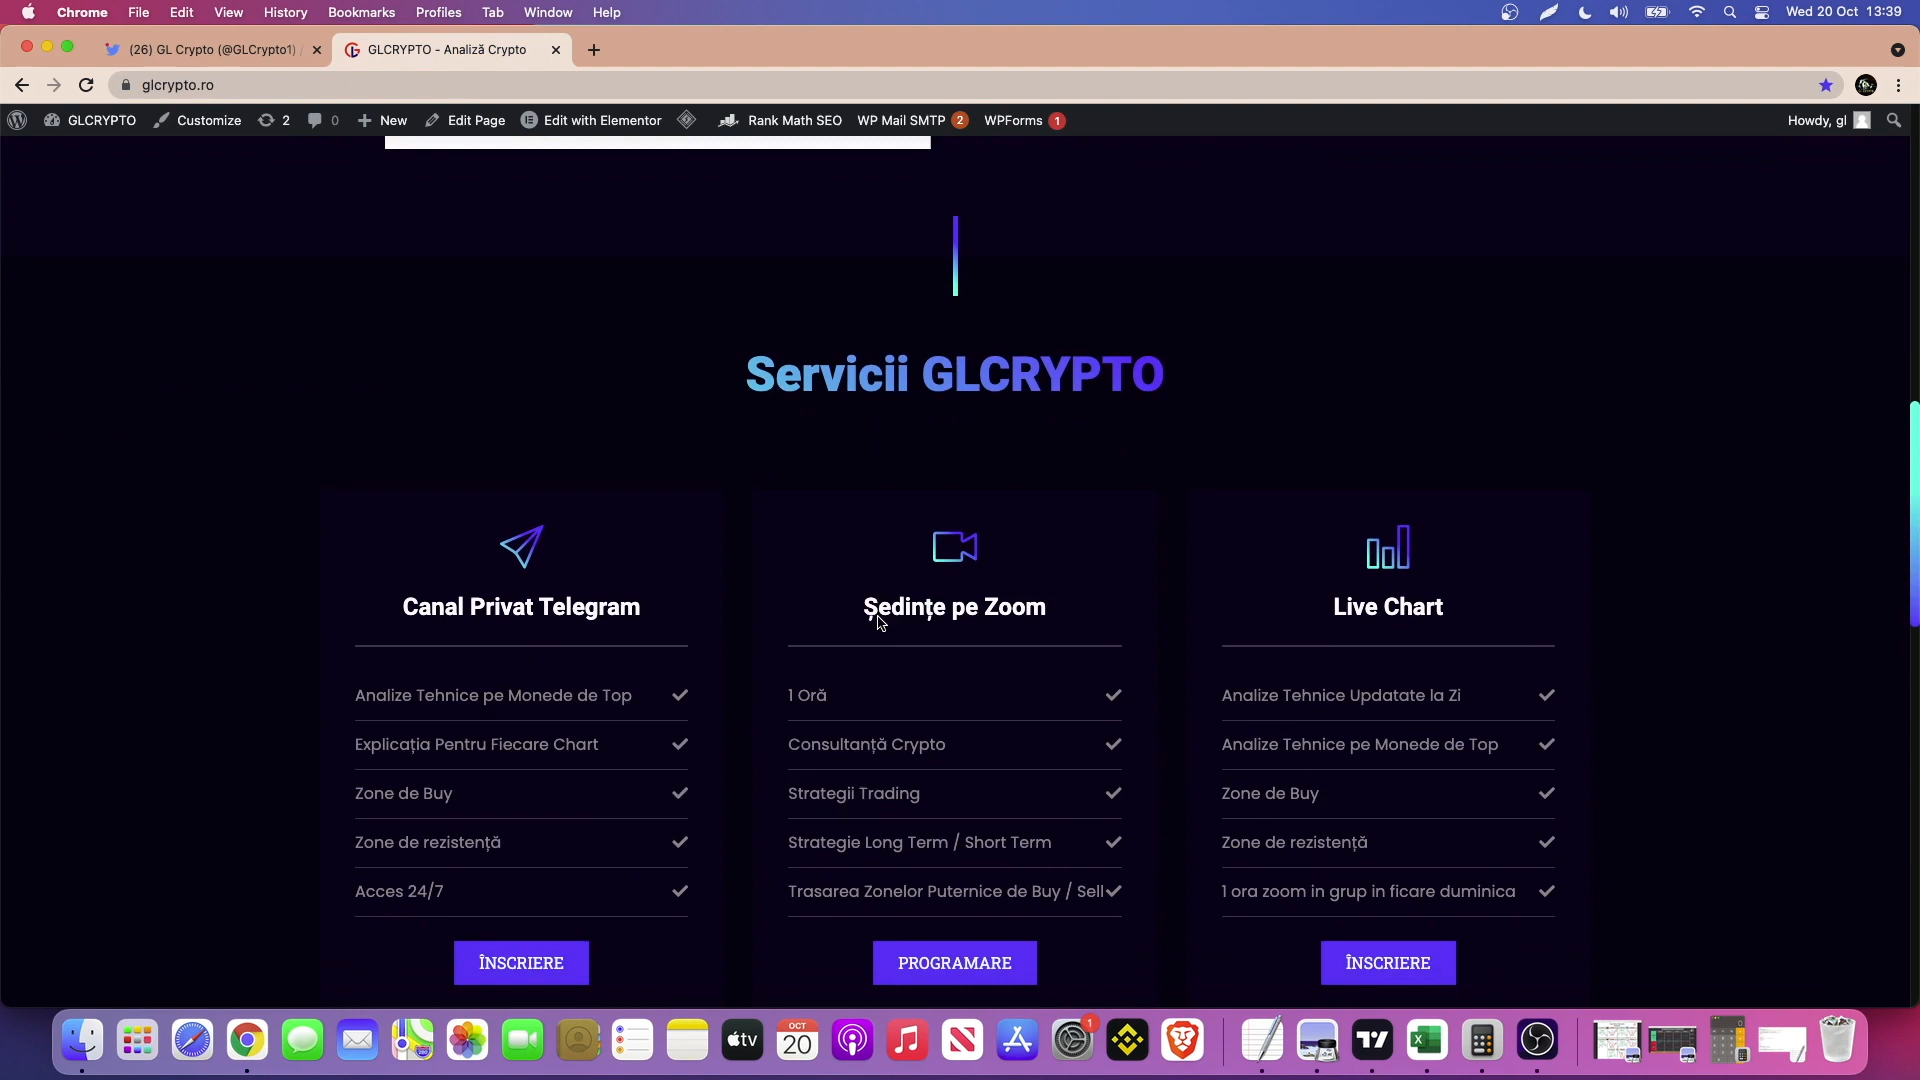 Chrome File Edit View History Bookmarks Profiles Tab Window Help Wed 20 Oct 13:39
(26) GL Crypto (@GLCrypto1) GLCRYPTO - Analiză Crypto
glcrypto.ro
GLCRYPTO Customize 2 0 New Edit Page Edit with Elementor Rank Math SEO WP Mail SMTP 2 WPForms 1 Howdy, gl
Servicii GLCRYPTO
Canal Privat Telegram
Analize Tehnice pe Monede de Top
Explicația Pentru Fiecare Chart
Zone de Buy
Zone de rezistență
Acces 24/7
ÎNSCRIERE
Ședințe pe Zoom
1 Oră
Consultanță Crypto
Strategii Trading
Strategie Long Term / Short Term
Trasarea Zonelor Puternice de Buy / Sell
PROGRAMARE
Live Chart
Analize Tehnice Updatate la Zi
Analize Tehnice pe Monede de Top
Zone de Buy
Zone de rezistență
1 ora zoom in grup in ficare duminica
ÎNSCRIERE
tv
OCT
20
1